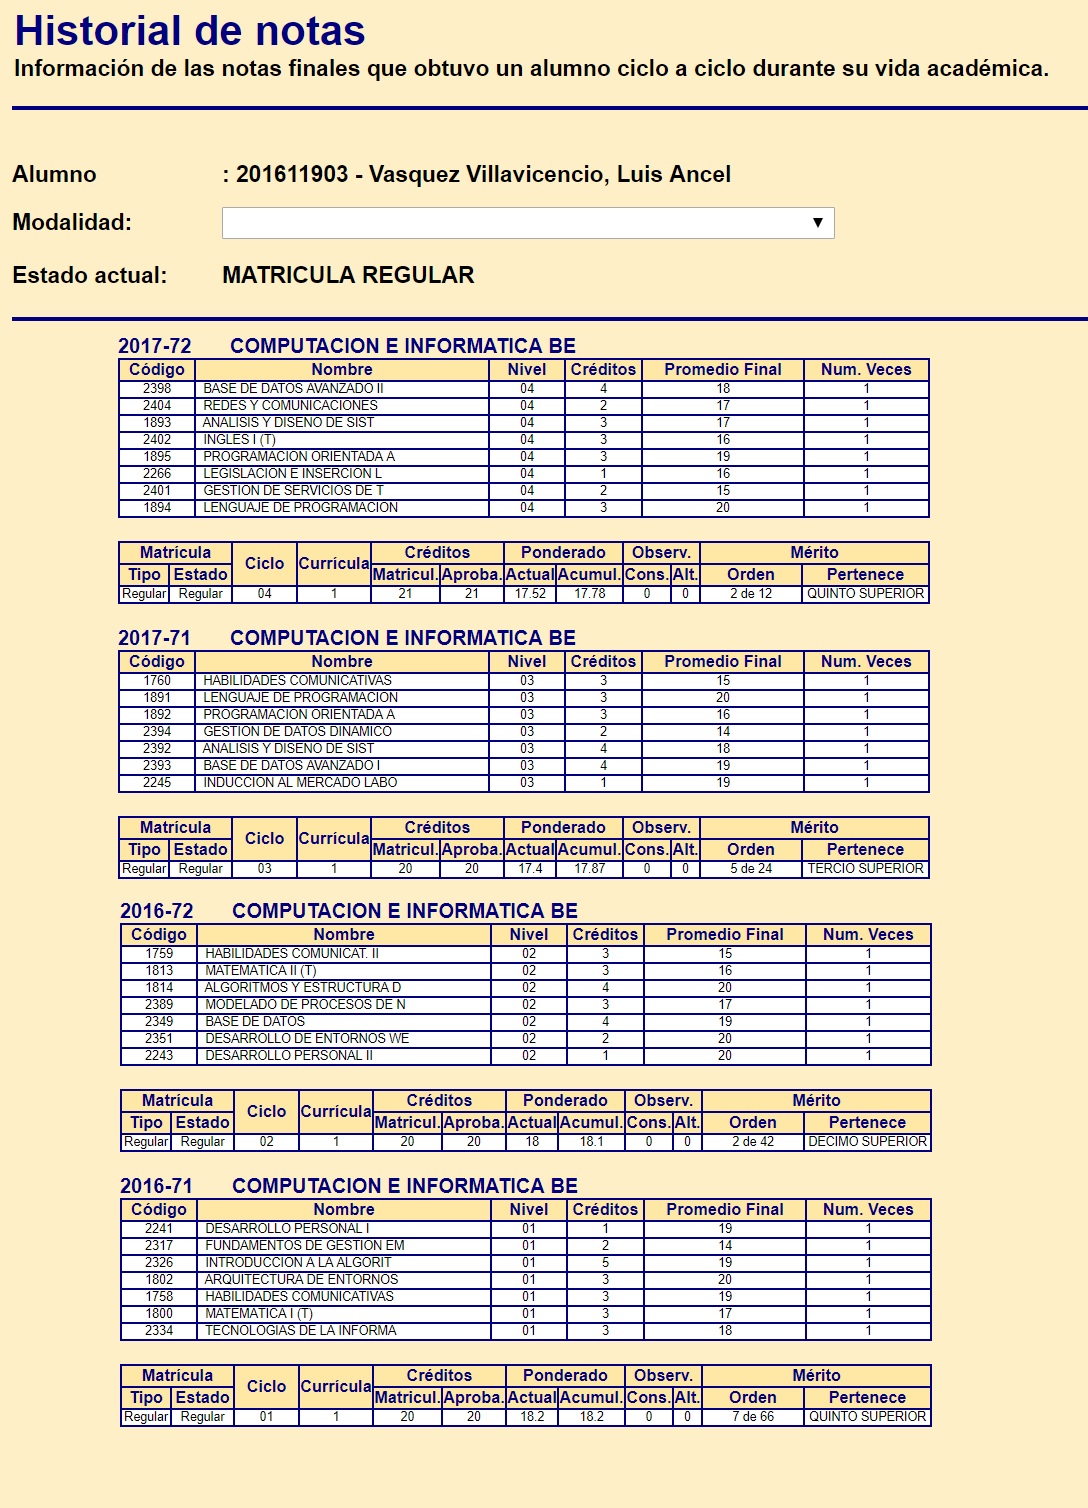 Historial de notas
Información de las notas finales que obtuvo un alumno ciclo a ciclo durante su vida académica.
Alumno : 201611903 - Vasquez Villavicencio, Luis Ancel
Modalidad: ▼
Estado actual: MATRICULA REGULAR
2017-72 COMPUTACION E INFORMATICA BE
Código Nombre Nivel Créditos Promedio Final Num. Veces
2398 BASE DE DATOS AVANZADO II 04 4 18 1
2404 REDES Y COMUNICACIONES 04 2 17 1
1893 ANALISIS Y DISENO DE SIST 04 3 17 1
2402 INGLES I (T) 04 3 16 1
1895 PROGRAMACION ORIENTADA A 04 3 19 1
2266 LEGISLACION E INSERCION L 04 1 16 1
2401 GESTION DE SERVICIOS DE T 04 2 15 1
1894 LENGUAJE DE PROGRAMACION 04 3 20 1
Matrícula Ciclo Currícula Créditos Ponderado Observ. Mérito
Tipo Estado Matricul. Aproba. Actual Acumul. Cons. Alt. Orden Pertenece
Regular Regular 04 1 21 21 17.52 17.78 0 0 2 de 12 QUINTO SUPERIOR
2017-71 COMPUTACION E INFORMATICA BE
Código Nombre Nivel Créditos Promedio Final Num. Veces
1760 HABILIDADES COMUNICATIVAS 03 3 15 1
1891 LENGUAJE DE PROGRAMACION 03 3 20 1
1892 PROGRAMACION ORIENTADA A 03 3 16 1
2394 GESTION DE DATOS DINAMICO 03 2 14 1
2392 ANALISIS Y DISENO DE SIST 03 4 18 1
2393 BASE DE DATOS AVANZADO I 03 4 19 1
2245 INDUCCION AL MERCADO LABO 03 1 19 1
Matrícula Ciclo Currícula Créditos Ponderado Observ. Mérito
Tipo Estado Matricul. Aproba. Actual Acumul. Cons. Alt. Orden Pertenece
Regular Regular 03 1 20 20 17.4 17.87 0 0 5 de 24 TERCIO SUPERIOR
2016-72 COMPUTACION E INFORMATICA BE
Código Nombre Nivel Créditos Promedio Final Num. Veces
1759 HABILIDADES COMUNICAT. II 02 3 15 1
1813 MATEMATICA II (T) 02 3 16 1
1814 ALGORITMOS Y ESTRUCTURA D 02 4 20 1
2389 MODELADO DE PROCESOS DE N 02 3 17 1
2349 BASE DE DATOS 02 4 19 1
2351 DESARROLLO DE ENTORNOS WE 02 2 20 1
2243 DESARROLLO PERSONAL II 02 1 20 1
Matrícula Ciclo Currícula Créditos Ponderado Observ. Mérito
Tipo Estado Matricul. Aproba. Actual Acumul. Cons. Alt. Orden Pertenece
Regular Regular 02 1 20 20 18 18.1 0 0 2 de 42 DECIMO SUPERIOR
2016-71 COMPUTACION E INFORMATICA BE
Código Nombre Nivel Créditos Promedio Final Num. Veces
2241 DESARROLLO PERSONAL I 01 1 19 1
2317 FUNDAMENTOS DE GESTION EM 01 2 14 1
2326 INTRODUCCION A LA ALGORIT 01 5 19 1
1802 ARQUITECTURA DE ENTORNOS 01 3 20 1
1758 HABILIDADES COMUNICATIVAS 01 3 19 1
1800 MATEMATICA I (T) 01 3 17 1
2334 TECNOLOGIAS DE LA INFORMA 01 3 18 1
Matrícula Ciclo Currícula Créditos Ponderado Observ. Mérito
Tipo Estado Matricul. Aproba. Actual Acumul. Cons. Alt. Orden Pertenece
Regular Regular 01 1 20 20 18.2 18.2 0 0 7 de 66 QUINTO SUPERIOR